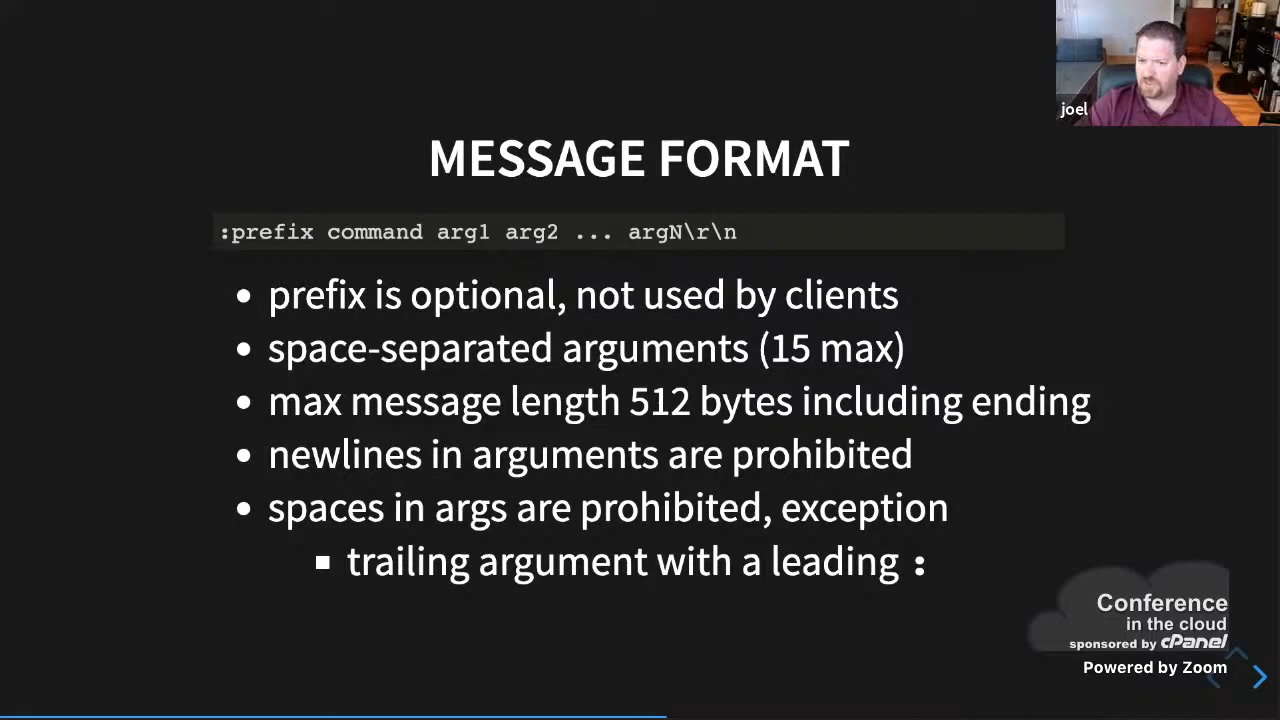 joel
MESSAGE FORMAT
:prefix command arg1 arg2 ... argN\r\n
• prefix is optional, not used by clients
• space-separated arguments (15 max)
• max message length 512 bytes including ending
• newlines in arguments are prohibited
• spaces in args are prohibited, exception
▪ trailing argument with a leading :
Conference
in the cloud
sponsored by cPanel
Powered by Zoom